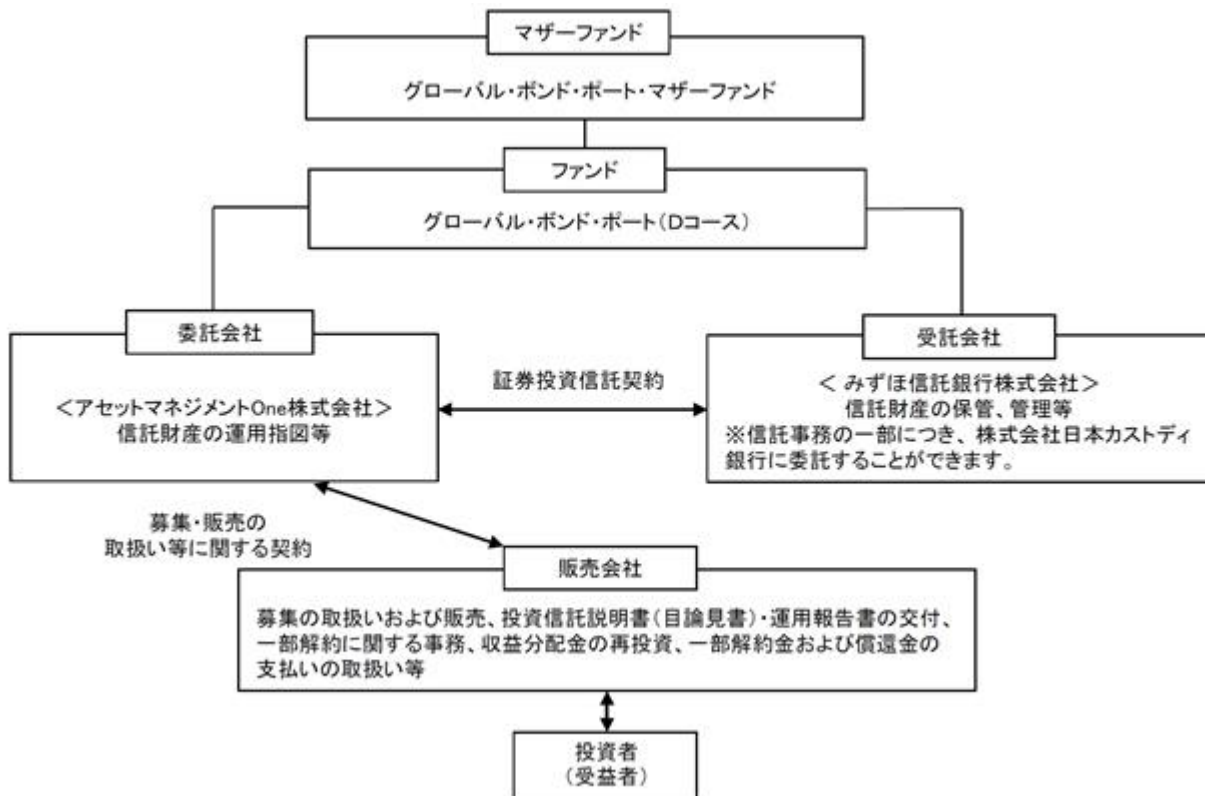 マザーファンド
グローバル・ボンド・ポート・マザーファンド
ファンド
グローバル・ボンド・ポート(Dコース)
委託会社
<アセットマネジメントOne株式会社>
信託財産の運用指図等
証券投資信託契約
受託会社
< みずほ信託銀行株式会社>
信託財産の保管、管理等
※信託事務の一部につき、株式会社日本カストディ
銀行に委託することができます。
募集・販売の
取扱い等に関する契約
販売会社
募集の取扱いおよび販売、投資信託説明書(目論見書)・運用報告書の交付、
一部解約に関する事務、収益分配金の再投資、一部解約金および償還金の
支払いの取扱い等
投資者
(受益者)